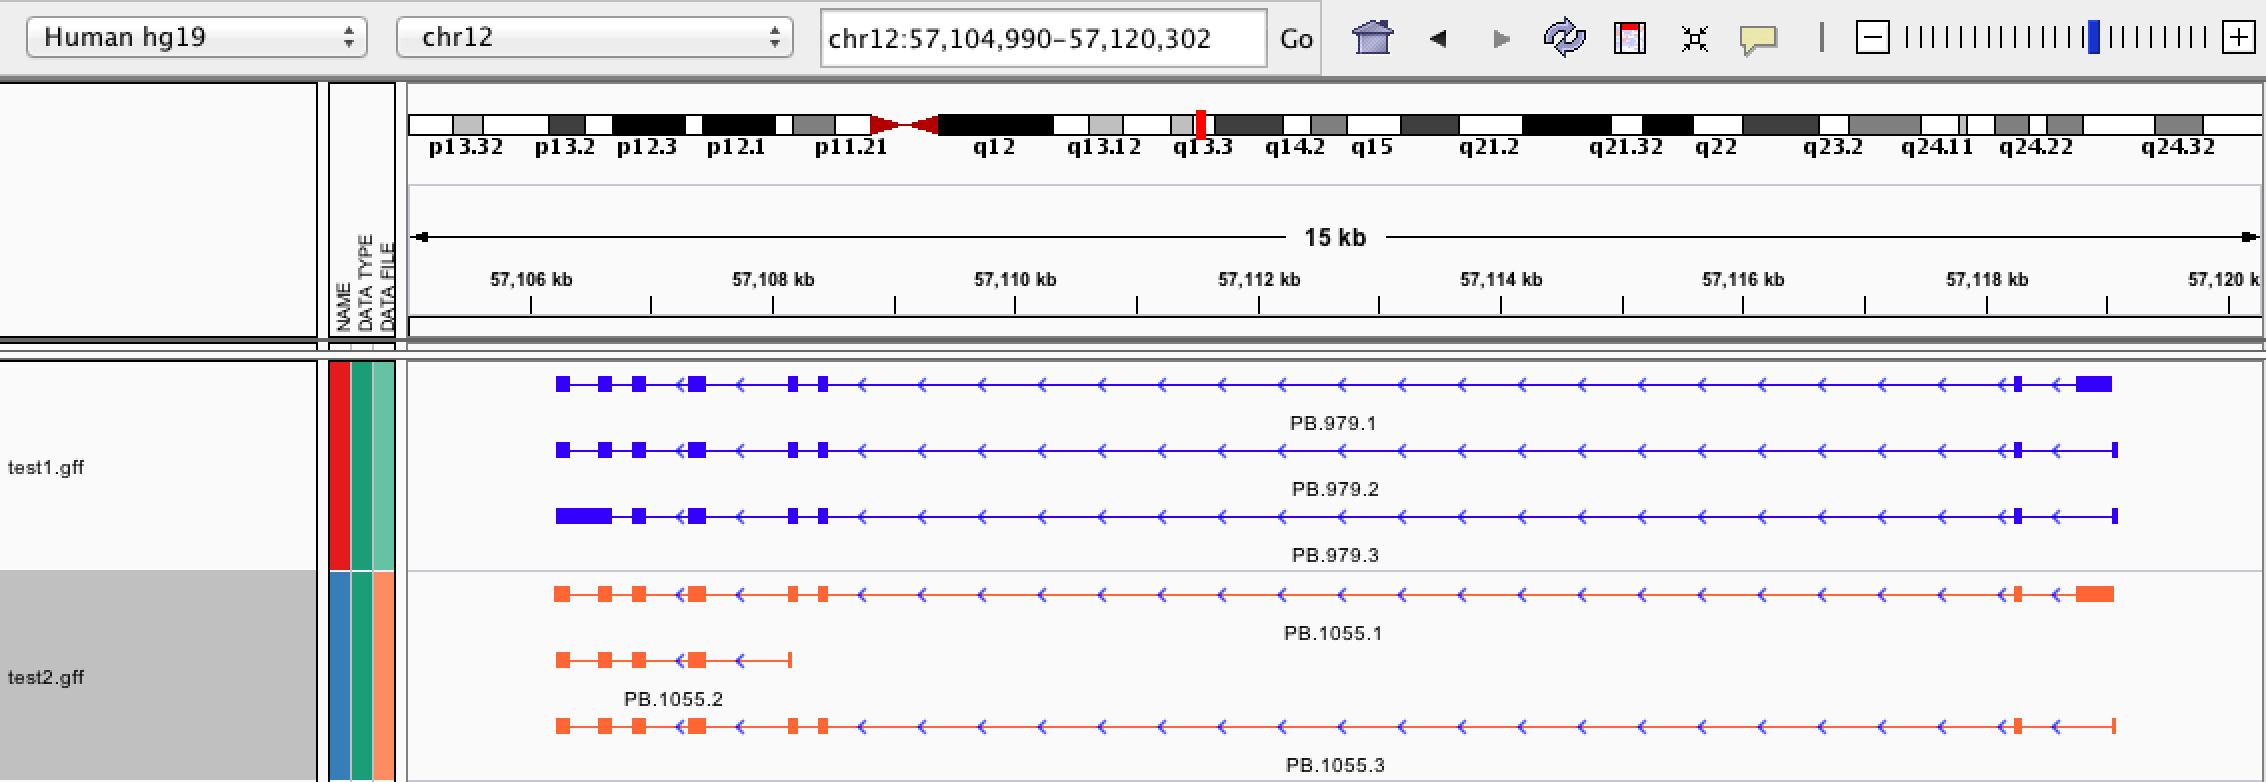 Human hg19 chr12 chr12:57,104,990-57,120,302 Go
p13.32 p13.2 p12.3 p12.1 p11.21 q12 q13.12 q13.3 q14.2 q15 q21.2 q21.32 q22 q23.2 q24.11 q24.22 q24.32
15 kb
57,106 kb 57,108 kb 57,110 kb 57,112 kb 57,114 kb 57,116 kb 57,118 kb 57,120 k
NAME
DATA TYPE
DATA FILE
test1.gff
PB.979.1
PB.979.2
PB.979.3
test2.gff
PB.1055.1
PB.1055.2
PB.1055.3